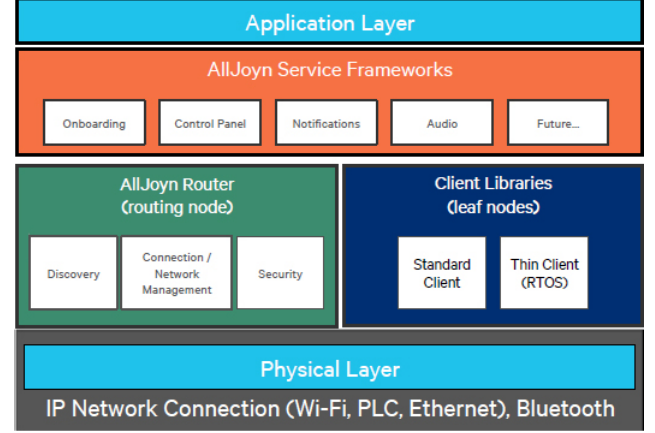 Application Layer
AllJoyn Service Frameworks
Onboarding
Control Panel
Notifications
Audio
Future...
AllJoyn Router
(routing node)
Discovery
Connection /
Network
Management
Security
Client Libraries
(leaf nodes)
Standard
Client
Thin Client
(RTOS)
Physical Layer
IP Network Connection (Wi-Fi, PLC, Ethernet), Bluetooth